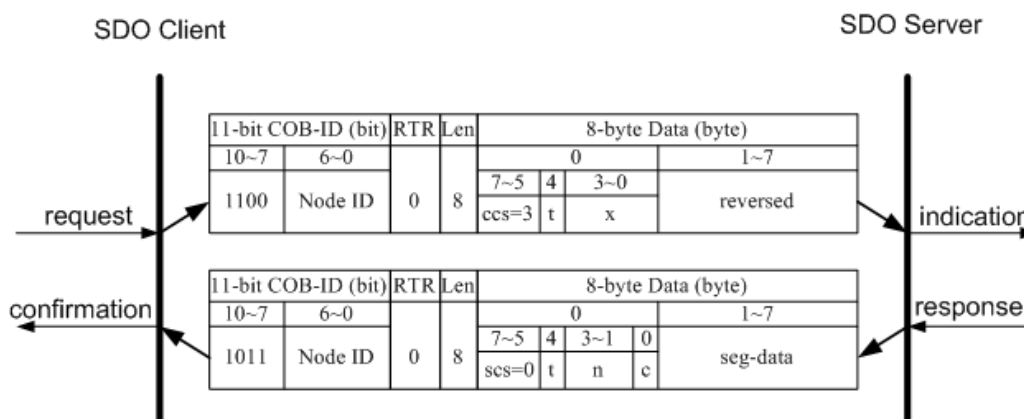 SDO Client
SDO Server
11-bit COB-ID (bit) RTR Len 8-byte Data (byte)
10~7 6~0 0 1~7
7~5 4 3~0
1100 Node ID 0 8 reversed
ccs=3 t x
request
indication
11-bit COB-ID (bit) RTR Len 8-byte Data (byte)
10~7 6~0 0 1~7
confirmation
response
7~5 4 3~1 0
1011 Node ID 0 8 seg-data
scs=0 t n c